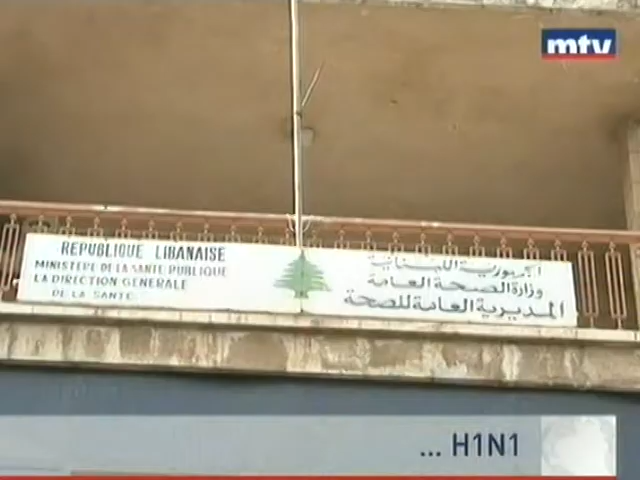 mtv
REPUBLIQUE LIBANAISE
MINISTERE DE LA SANTE PUBLIQUE
LA DIRECTION GENERALE
DE LA SANTE
الجمهورية اللبنانية
وزارة الصحة العامة
المديرية العامة للصحة
... H1N1